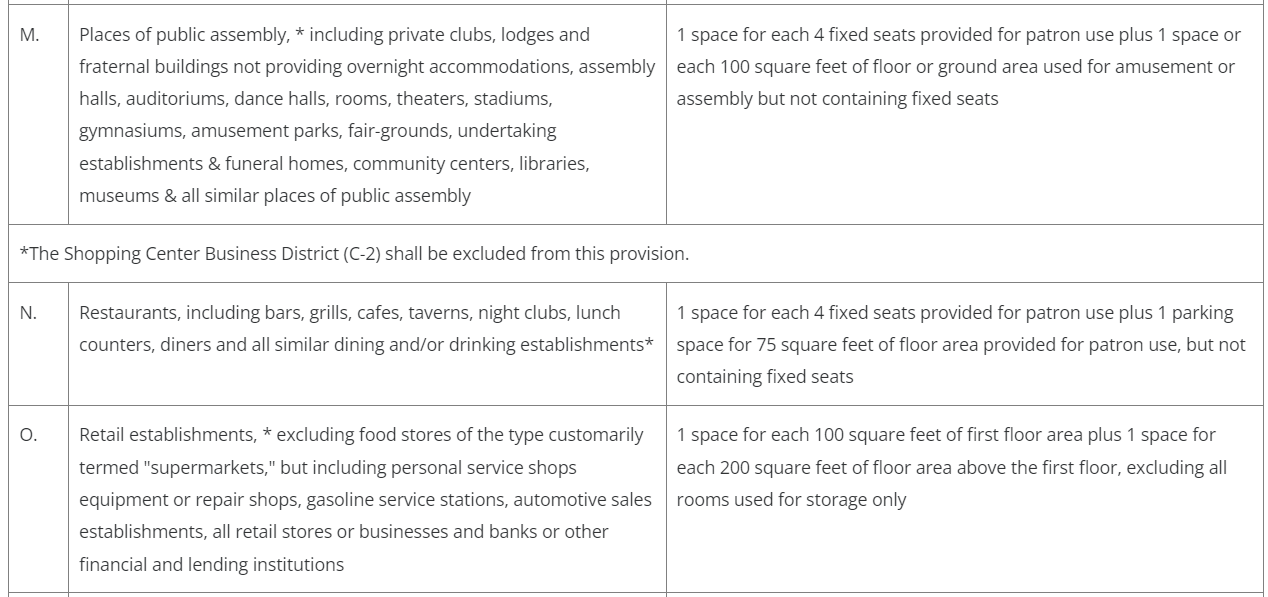 M.
Places of public assembly, * including private clubs, lodges and
fraternal buildings not providing overnight accommodations, assembly
halls, auditoriums, dance halls, rooms, theaters, stadiums,
gymnasiums, amusement parks, fair-grounds, undertaking
establishments & funeral homes, community centers, libraries,
museums & all similar places of public assembly
1 space for each 4 fixed seats provided for patron use plus 1 space or
each 100 square feet of floor or ground area used for amusement or
assembly but not containing fixed seats
*The Shopping Center Business District (C-2) shall be excluded from this provision.
N.
Restaurants, including bars, grills, cafes, taverns, night clubs, lunch
counters, diners and all similar dining and/or drinking establishments*
1 space for each 4 fixed seats provided for patron use plus 1 parking
space for 75 square feet of floor area provided for patron use, but not
containing fixed seats
O.
Retail establishments, * excluding food stores of the type customarily
termed "supermarkets," but including personal service shops
equipment or repair shops, gasoline service stations, automotive sales
establishments, all retail stores or businesses and banks or other
financial and lending institutions
1 space for each 100 square feet of first floor area plus 1 space for
each 200 square feet of floor area above the first floor, excluding all
rooms used for storage only